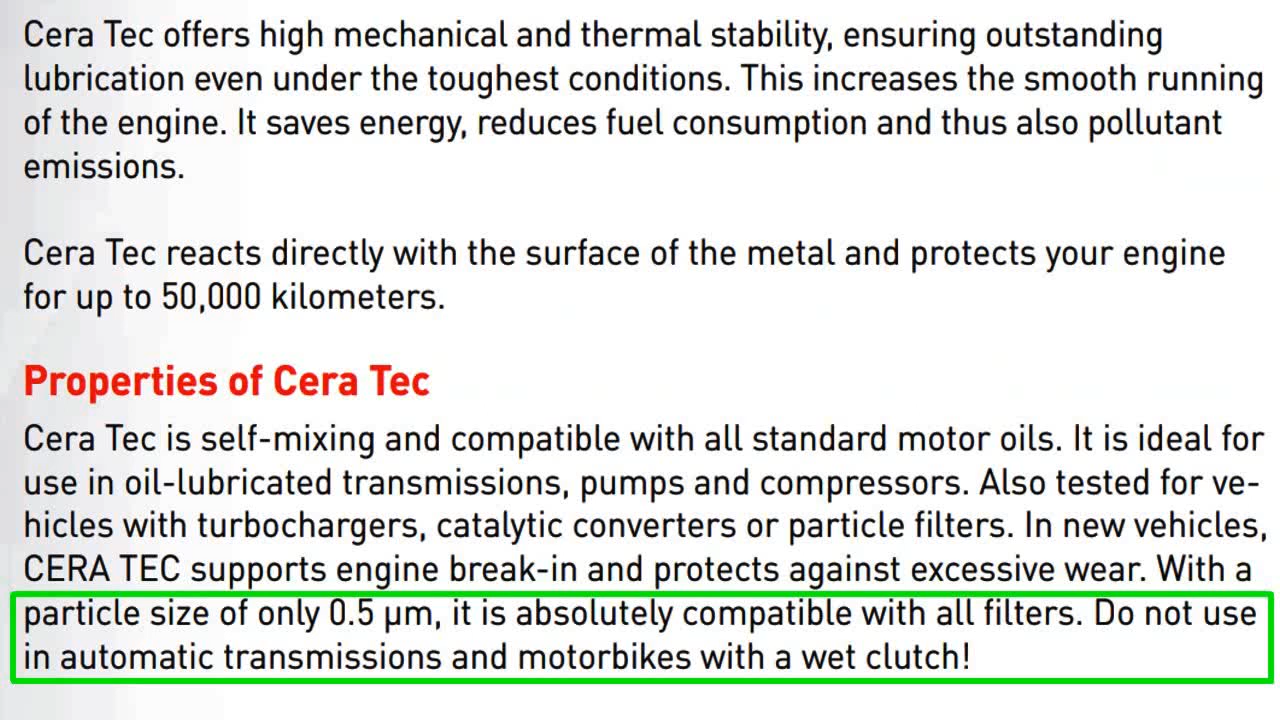 Cera Tec offers high mechanical and thermal stability, ensuring outstanding
lubrication even under the toughest conditions. This increases the smooth running
of the engine. It saves energy, reduces fuel consumption and thus also pollutant
emissions.
Cera Tec reacts directly with the surface of the metal and protects your engine
for up to 50,000 kilometers.
Properties of Cera Tec
Cera Tec is self-mixing and compatible with all standard motor oils. It is ideal for
use in oil-lubricated transmissions, pumps and compressors. Also tested for ve-
hicles with turbochargers, catalytic converters or particle filters. In new vehicles,
CERA TEC supports engine break-in and protects against excessive wear. With a
particle size of only 0.5 µm, it is absolutely compatible with all filters. Do not use
in automatic transmissions and motorbikes with a wet clutch!